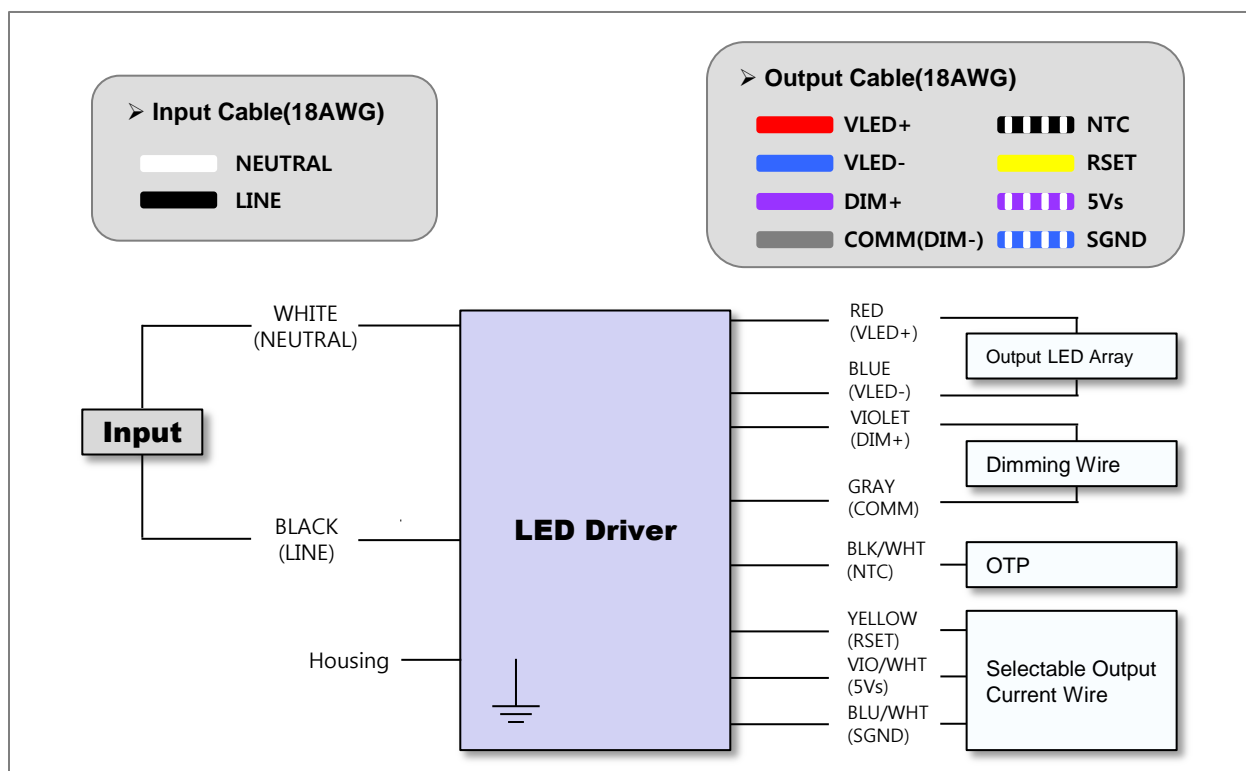 ➢ Input Cable(18AWG)
NEUTRAL
LINE
➢ Output Cable(18AWG)
VLED+
NTC
VLED-
RSET
DIM+
5Vs
COMM(DIM-)
SGND
WHITE
(NEUTRAL)
Input
BLACK
(LINE)
Housing
LED Driver
RED
(VLED+)
Output LED Array
BLUE
(VLED-)
VIOLET
(DIM+)
Dimming Wire
GRAY
(COMM)
BLK/WHT
(NTC)
OTP
YELLOW
(RSET)
VIO/WHT
(5Vs)
BLU/WHT
(SGND)
Selectable Output
Current Wire